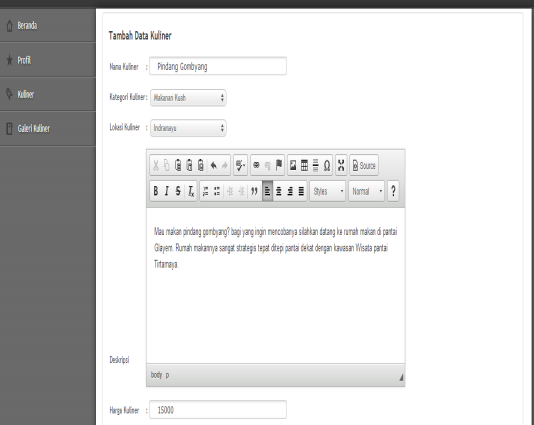 Beranda
Profil
Kuliner
Galeri Kuliner
Tambah Data Kuliner
Nama Kuliner : Pindang Gombyang
Kategori Kuliner : Makanan Kuah
Lokasi Kuliner : Indramayu
Source
B I S Ix Styles Normal ?
Mau makan pindang gombyang? bagi yang ingin mencobanya silahkan datang ke rumah makan di pantai
Glayem. Rumah makannya sangat strategis tepat ditepi pantai dekat dengan kawasan Wisata pantai
Tirtamaya.
Deskripsi
body p
Harga Kuliner : 15000